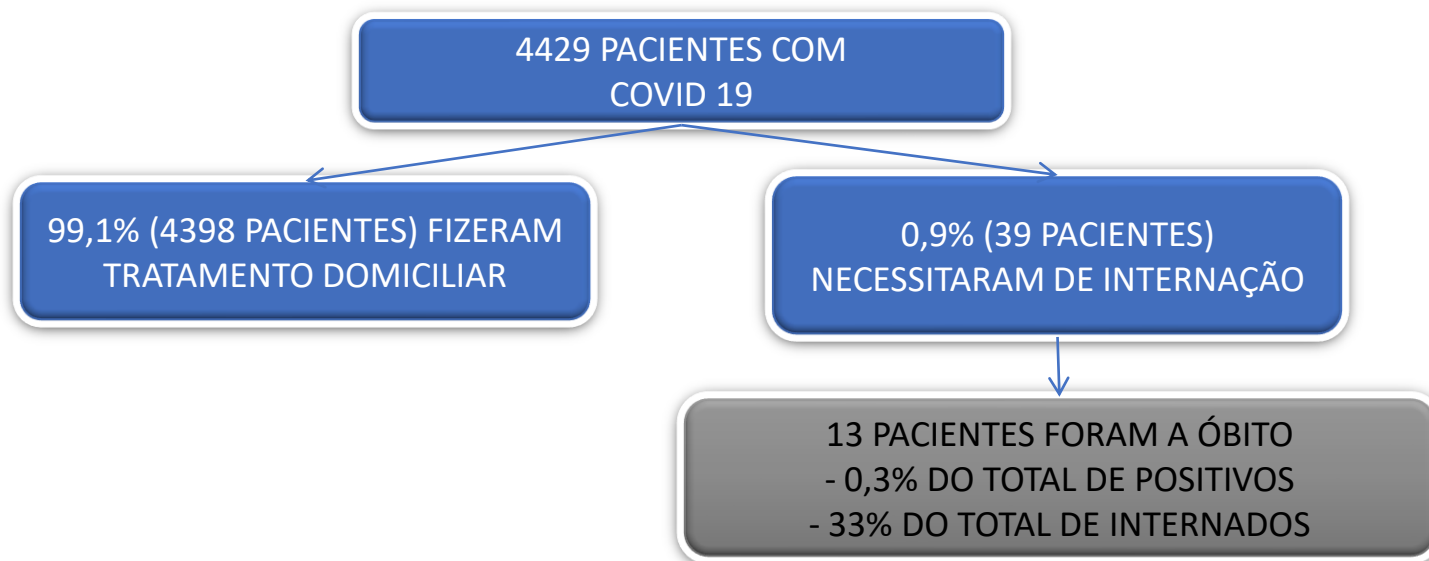 4429 PACIENTES COM
COVID 19
99,1% (4398 PACIENTES) FIZERAM
TRATAMENTO DOMICILIAR
0,9% (39 PACIENTES)
NECESSITARAM DE INTERNAÇÃO
13 PACIENTES FORAM A ÓBITO
- 0,3% DO TOTAL DE POSITIVOS
- 33% DO TOTAL DE INTERNADOS